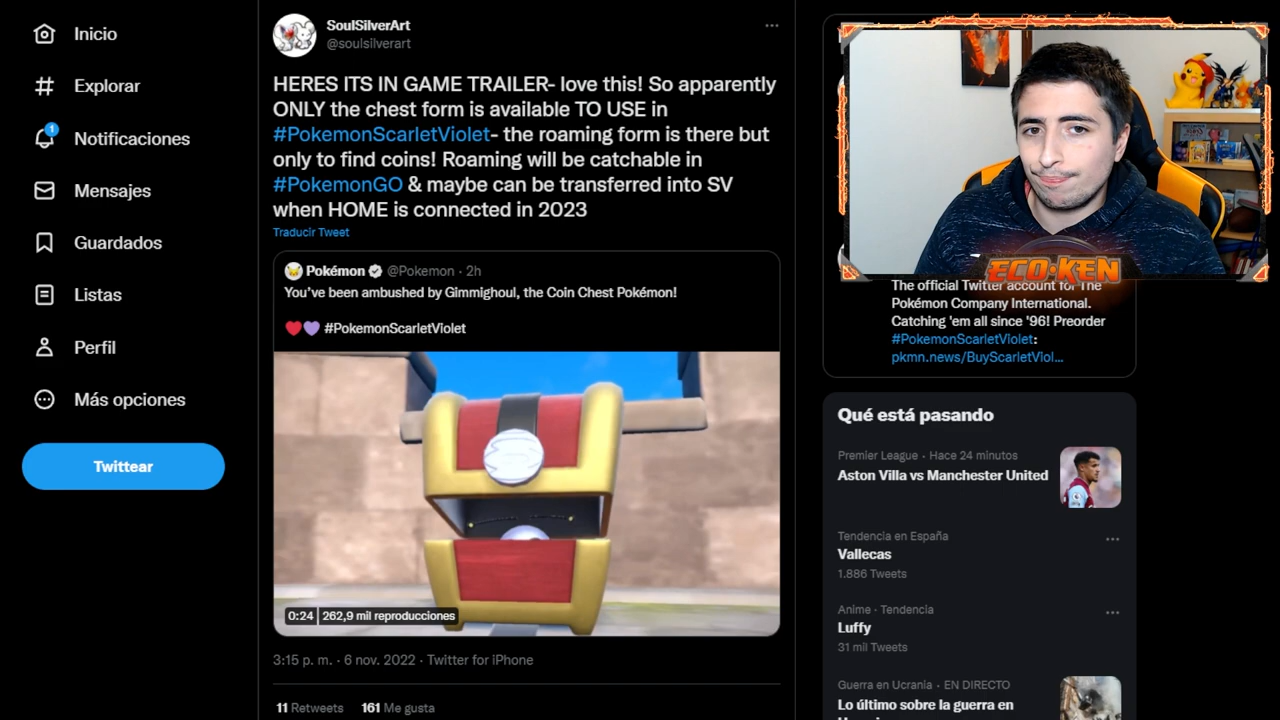 Inicio
Explorar
1
Notificaciones
Mensajes
Guardados
Listas
Perfil
Más opciones
Twittear
SoulSilverArt
@soulsilverart
HERES ITS IN GAME TRAILER- love this! So apparently
ONLY the chest form is available TO USE in
#PokemonScarletViolet- the roaming form is there but
only to find coins! Roaming will be catchable in
#PokemonGO & maybe can be transferred into SV
when HOME is connected in 2023
Traducir Tweet
Pokémon @Pokemon · 2h
You've been ambushed by Gimmighoul, the Coin Chest Pokémon!
#PokemonScarletViolet
0:24 262,9 mil reproducciones
3:15 p. m. · 6 nov. 2022 · Twitter for iPhone
11 Retweets 161 Me gusta
ECO·KEN
The official Twitter account for The
Pokémon Company International.
Catching 'em all since '96! Preorder
#PokemonScarletViolet:
pkmn.news/BuyScarletViol...
Qué está pasando
Premier League · Hace 24 minutos
Aston Villa vs Manchester United
Tendencia en España
Vallecas
1.886 Tweets
Anime · Tendencia
Luffy
31 mil Tweets
Guerra en Ucrania · EN DIRECTO
Lo último sobre la guerra en